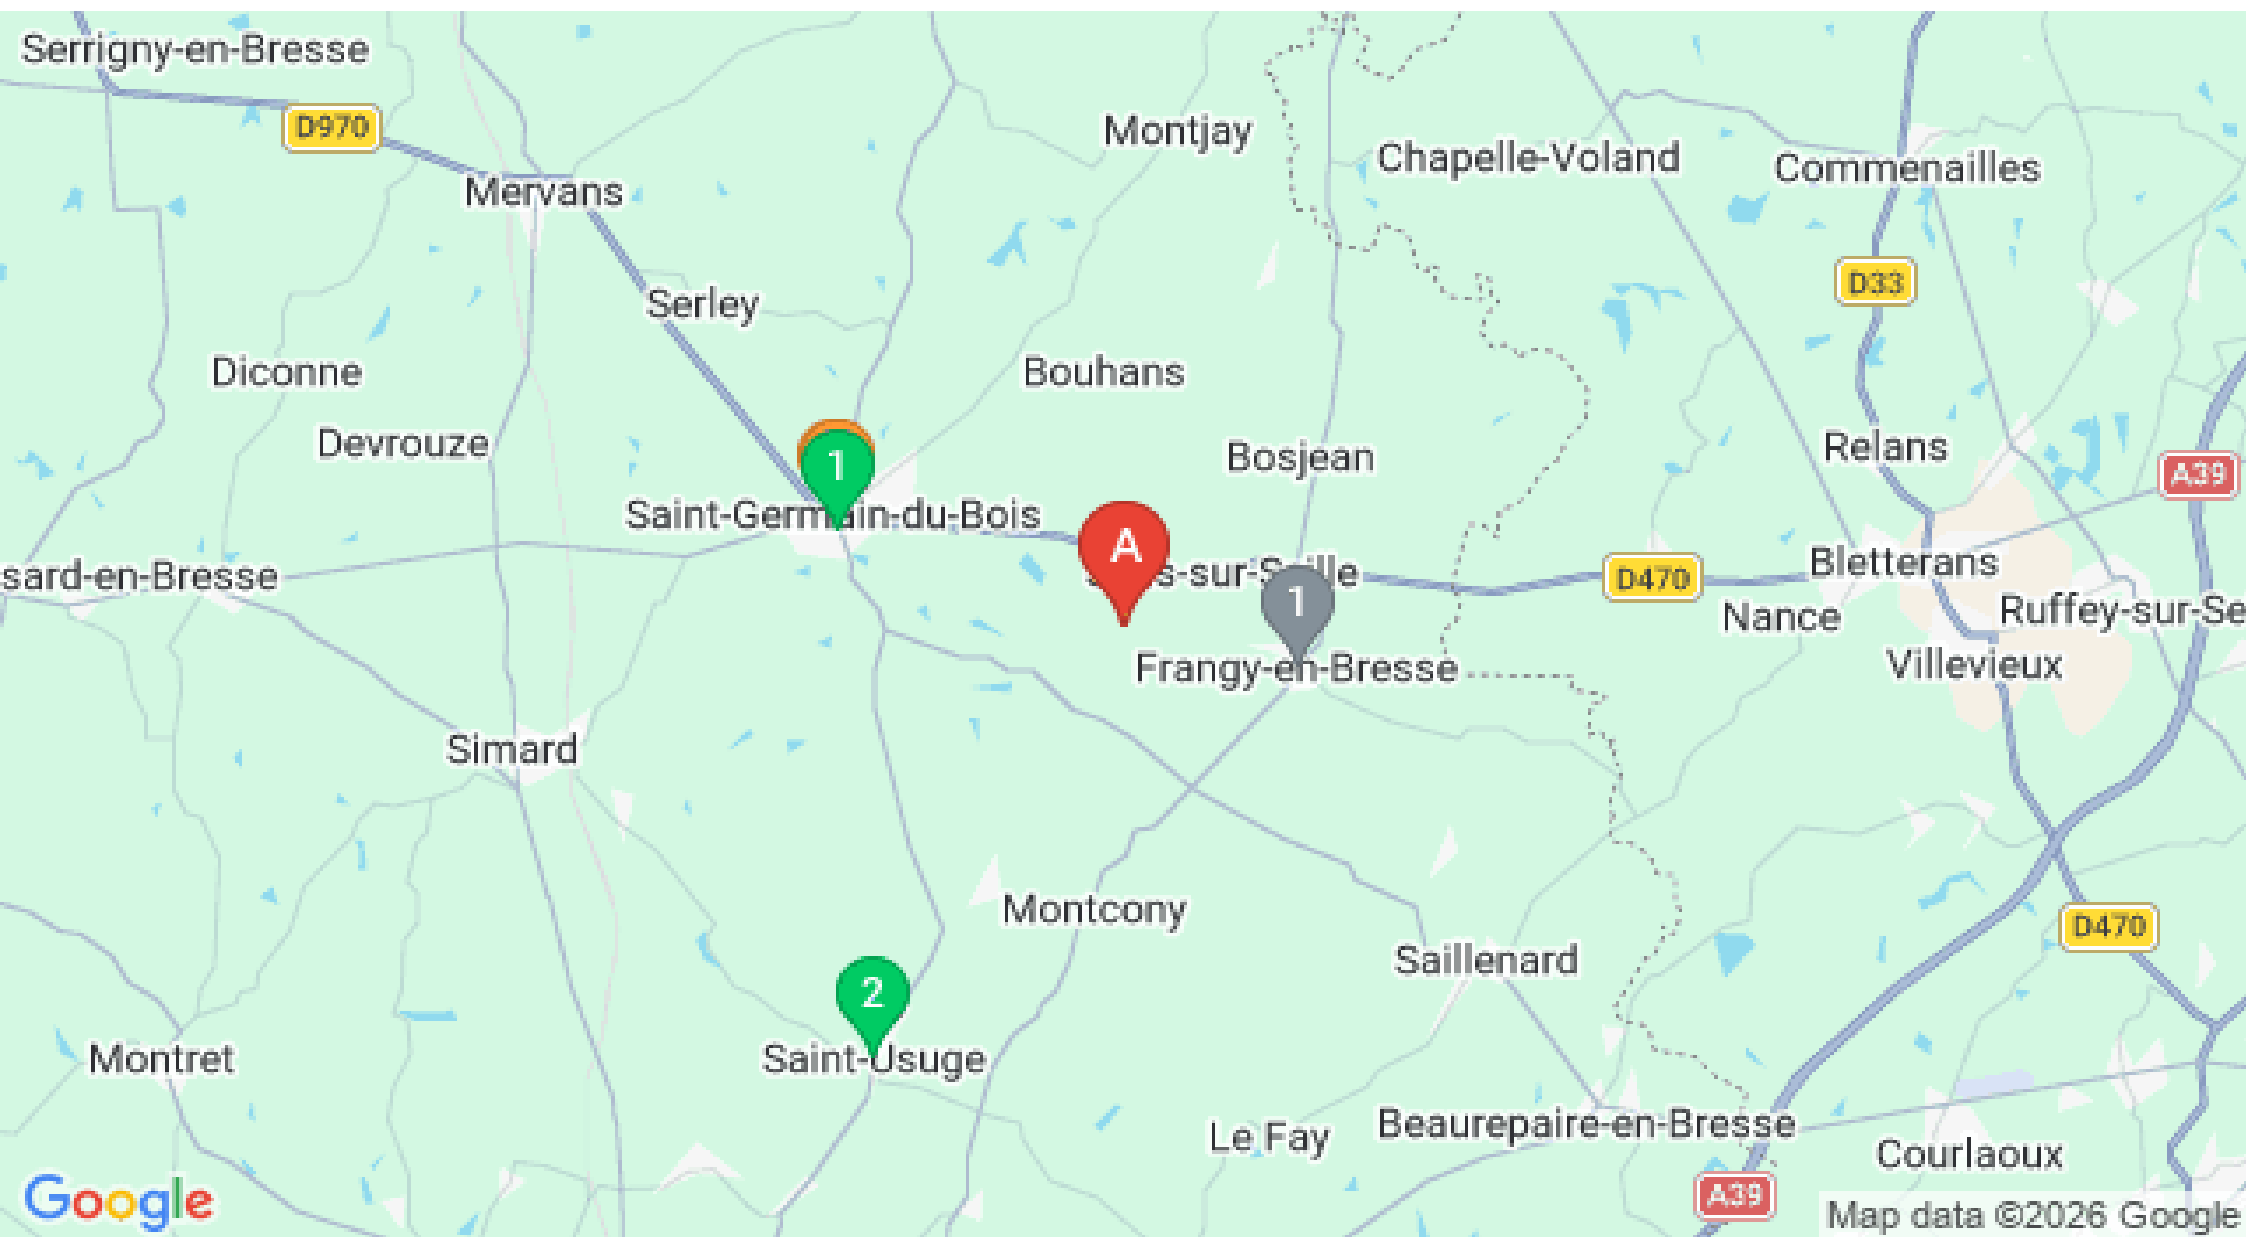 Serrigny-en-Bresse
D970
Montjay
Chapelle-Voland
Commenailles
Mervans
D33
Serley
Diconne
Bouhans
Devrouze
Bosjean
Relans
1
A39
Saint-Germain-du-Bois
A
s-sur-S
lle
Bletterans
sard-en-Bresse
D470
1
Nance
Ruffey-sur-Se
Frangy-en-Bresse
Villevieux
Simard
Montcony
D470
Saillenard
2
Montret
Saint-Usuge
Le Fay
Beaurepaire-en-Bresse
Courlaoux
A39
Google
Map data ©2026 Google